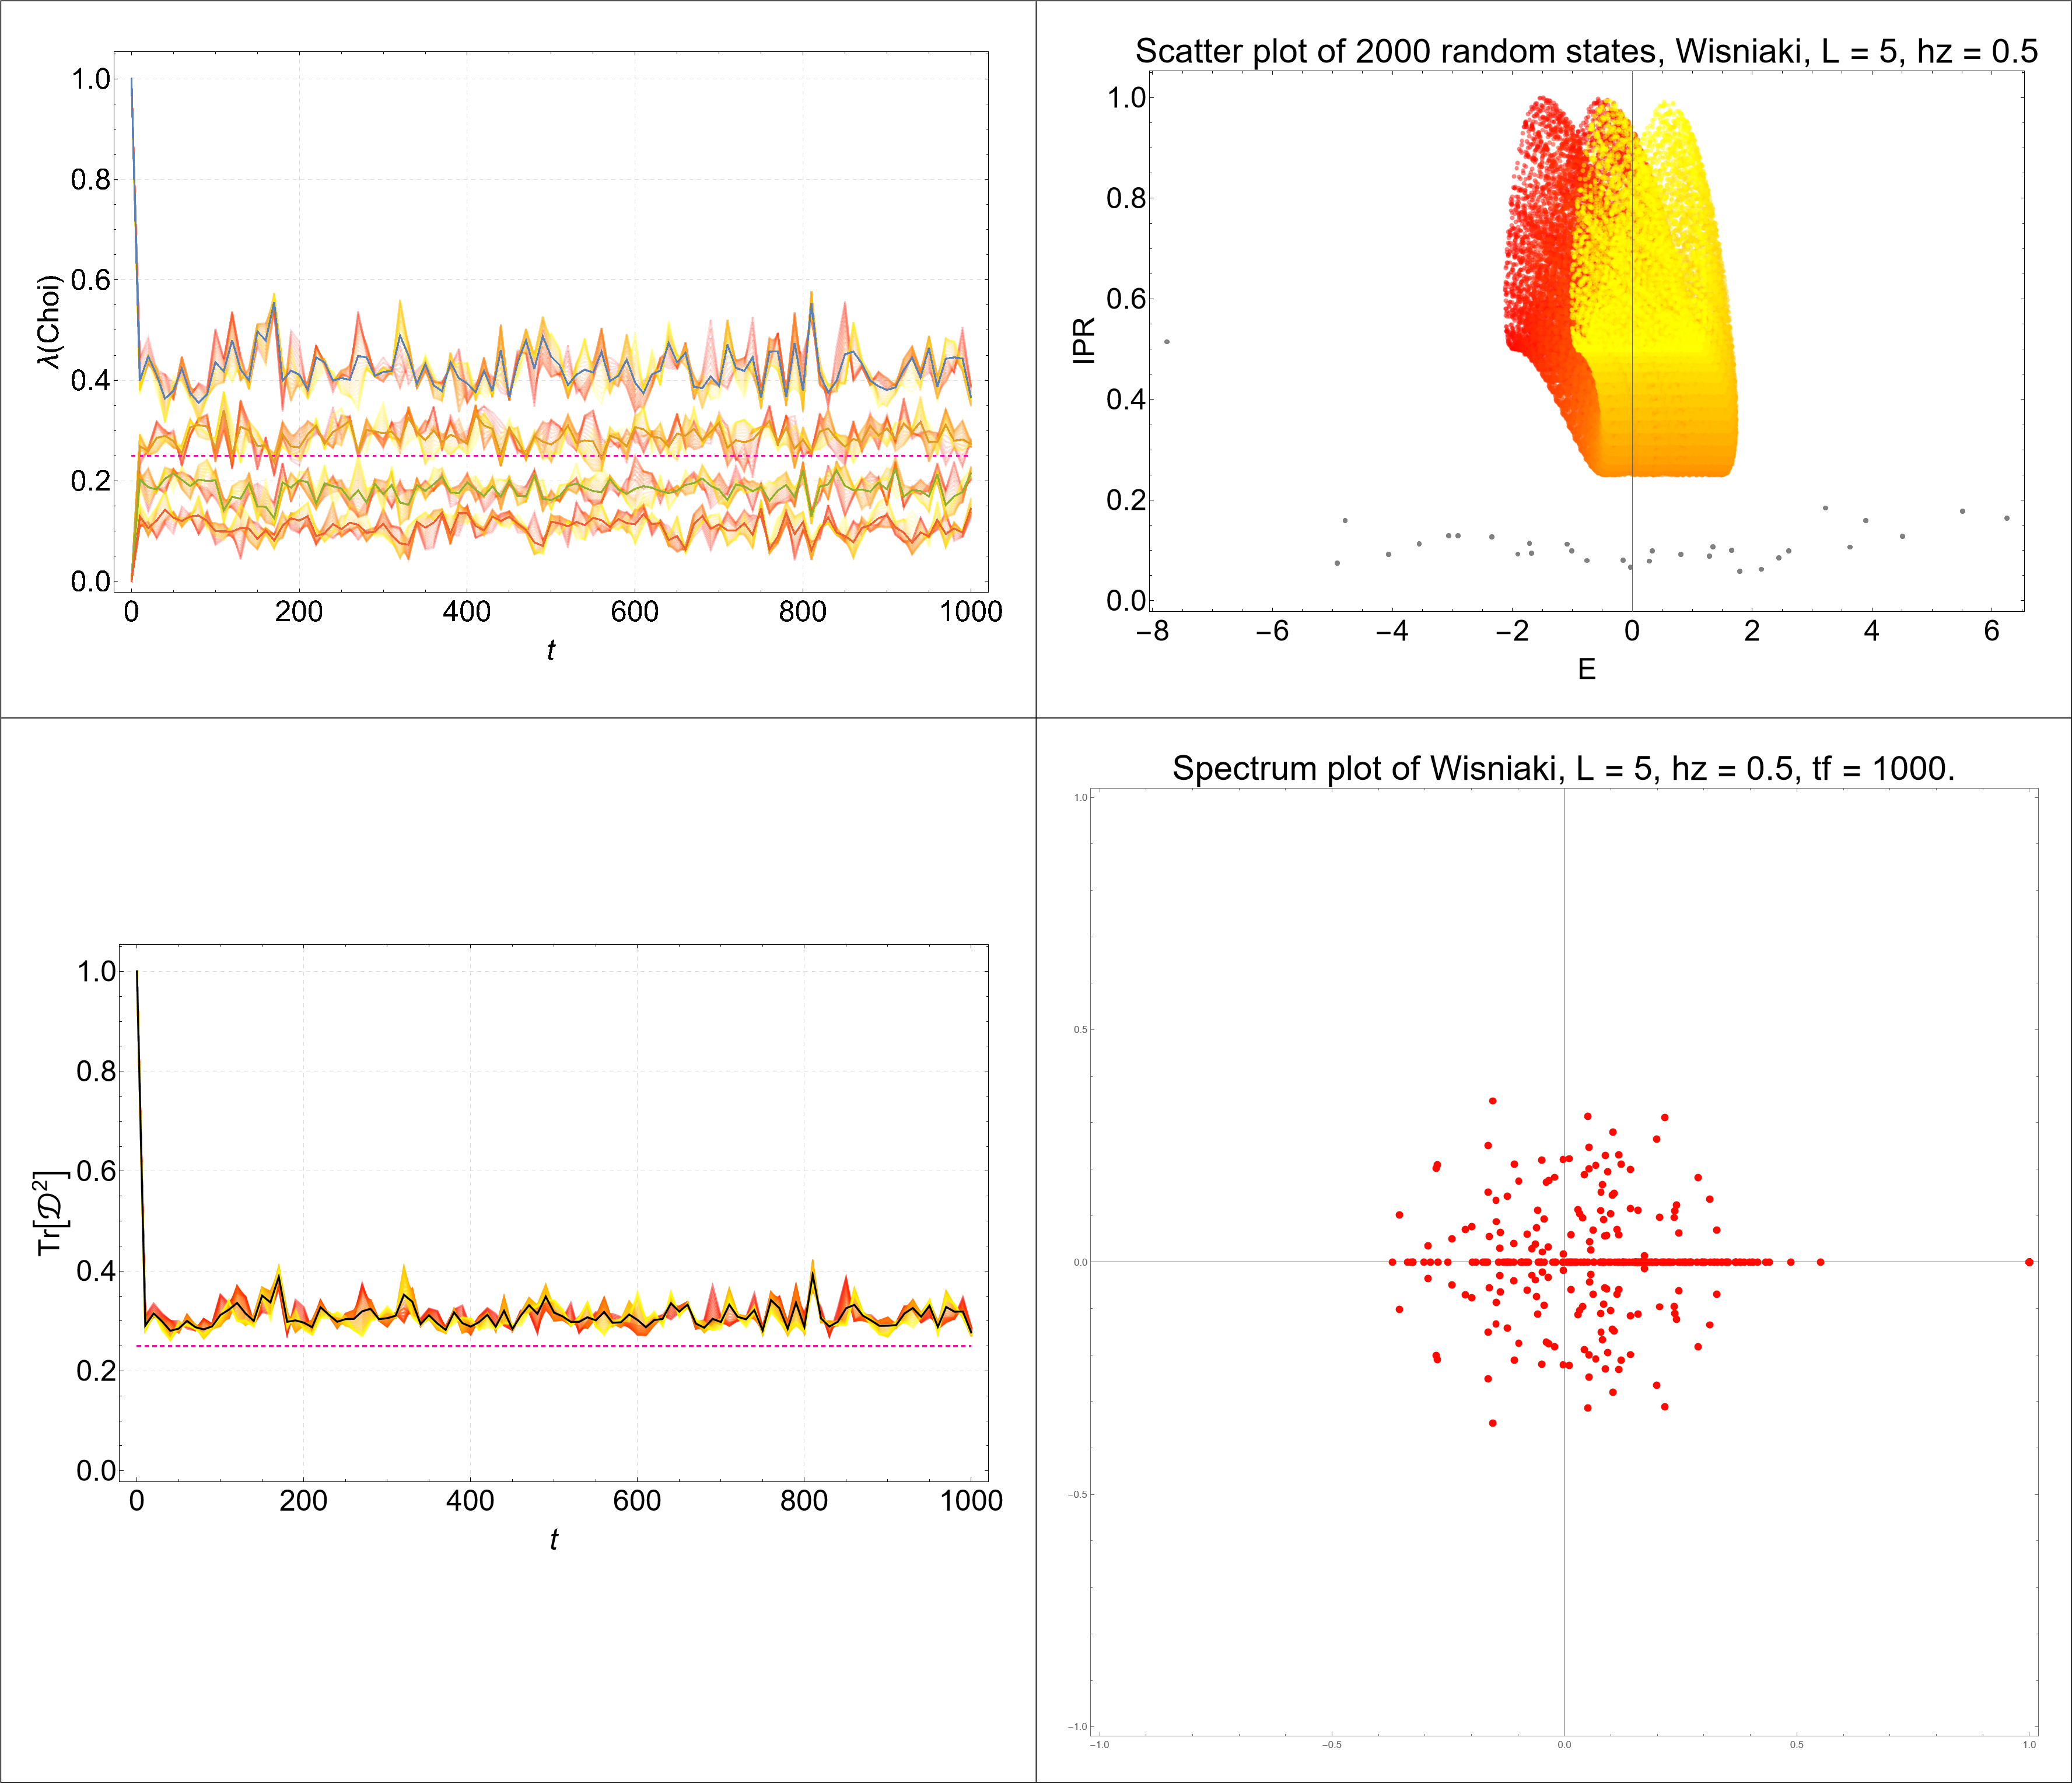 1.0
0.8
0.6
0.4
0.2
0.0
λ(Choi)
0 200 400 600 800 1000
t
Scatter plot of 2000 random states, Wisniaki, L = 5, hz = 0.5
1.0
0.8
0.6
0.4
0.2
0.0
IPR
−8 −6 −4 −2 0 2 4 6
E
1.0
0.8
0.6
0.4
0.2
0.0
Tr[𝒟²]
0 200 400 600 800 1000
t
Spectrum plot of Wisniaki, L = 5, hz = 0.5, tf = 1000.
1.0
0.5
0.0
−0.5
−1.0
−1.0 −0.5 0.0 0.5 1.0